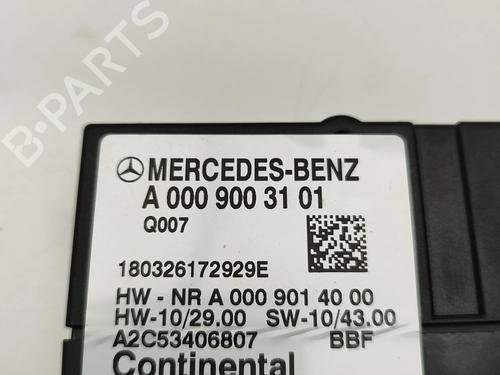 B-PARTS
MERCEDES-BENZ
A 000 900 31 01
Q007
180326172929E
HW - NR A 000 901 40 00
HW-10/29.00 SW-10/43.00
A2C53406807 BBF
Continental